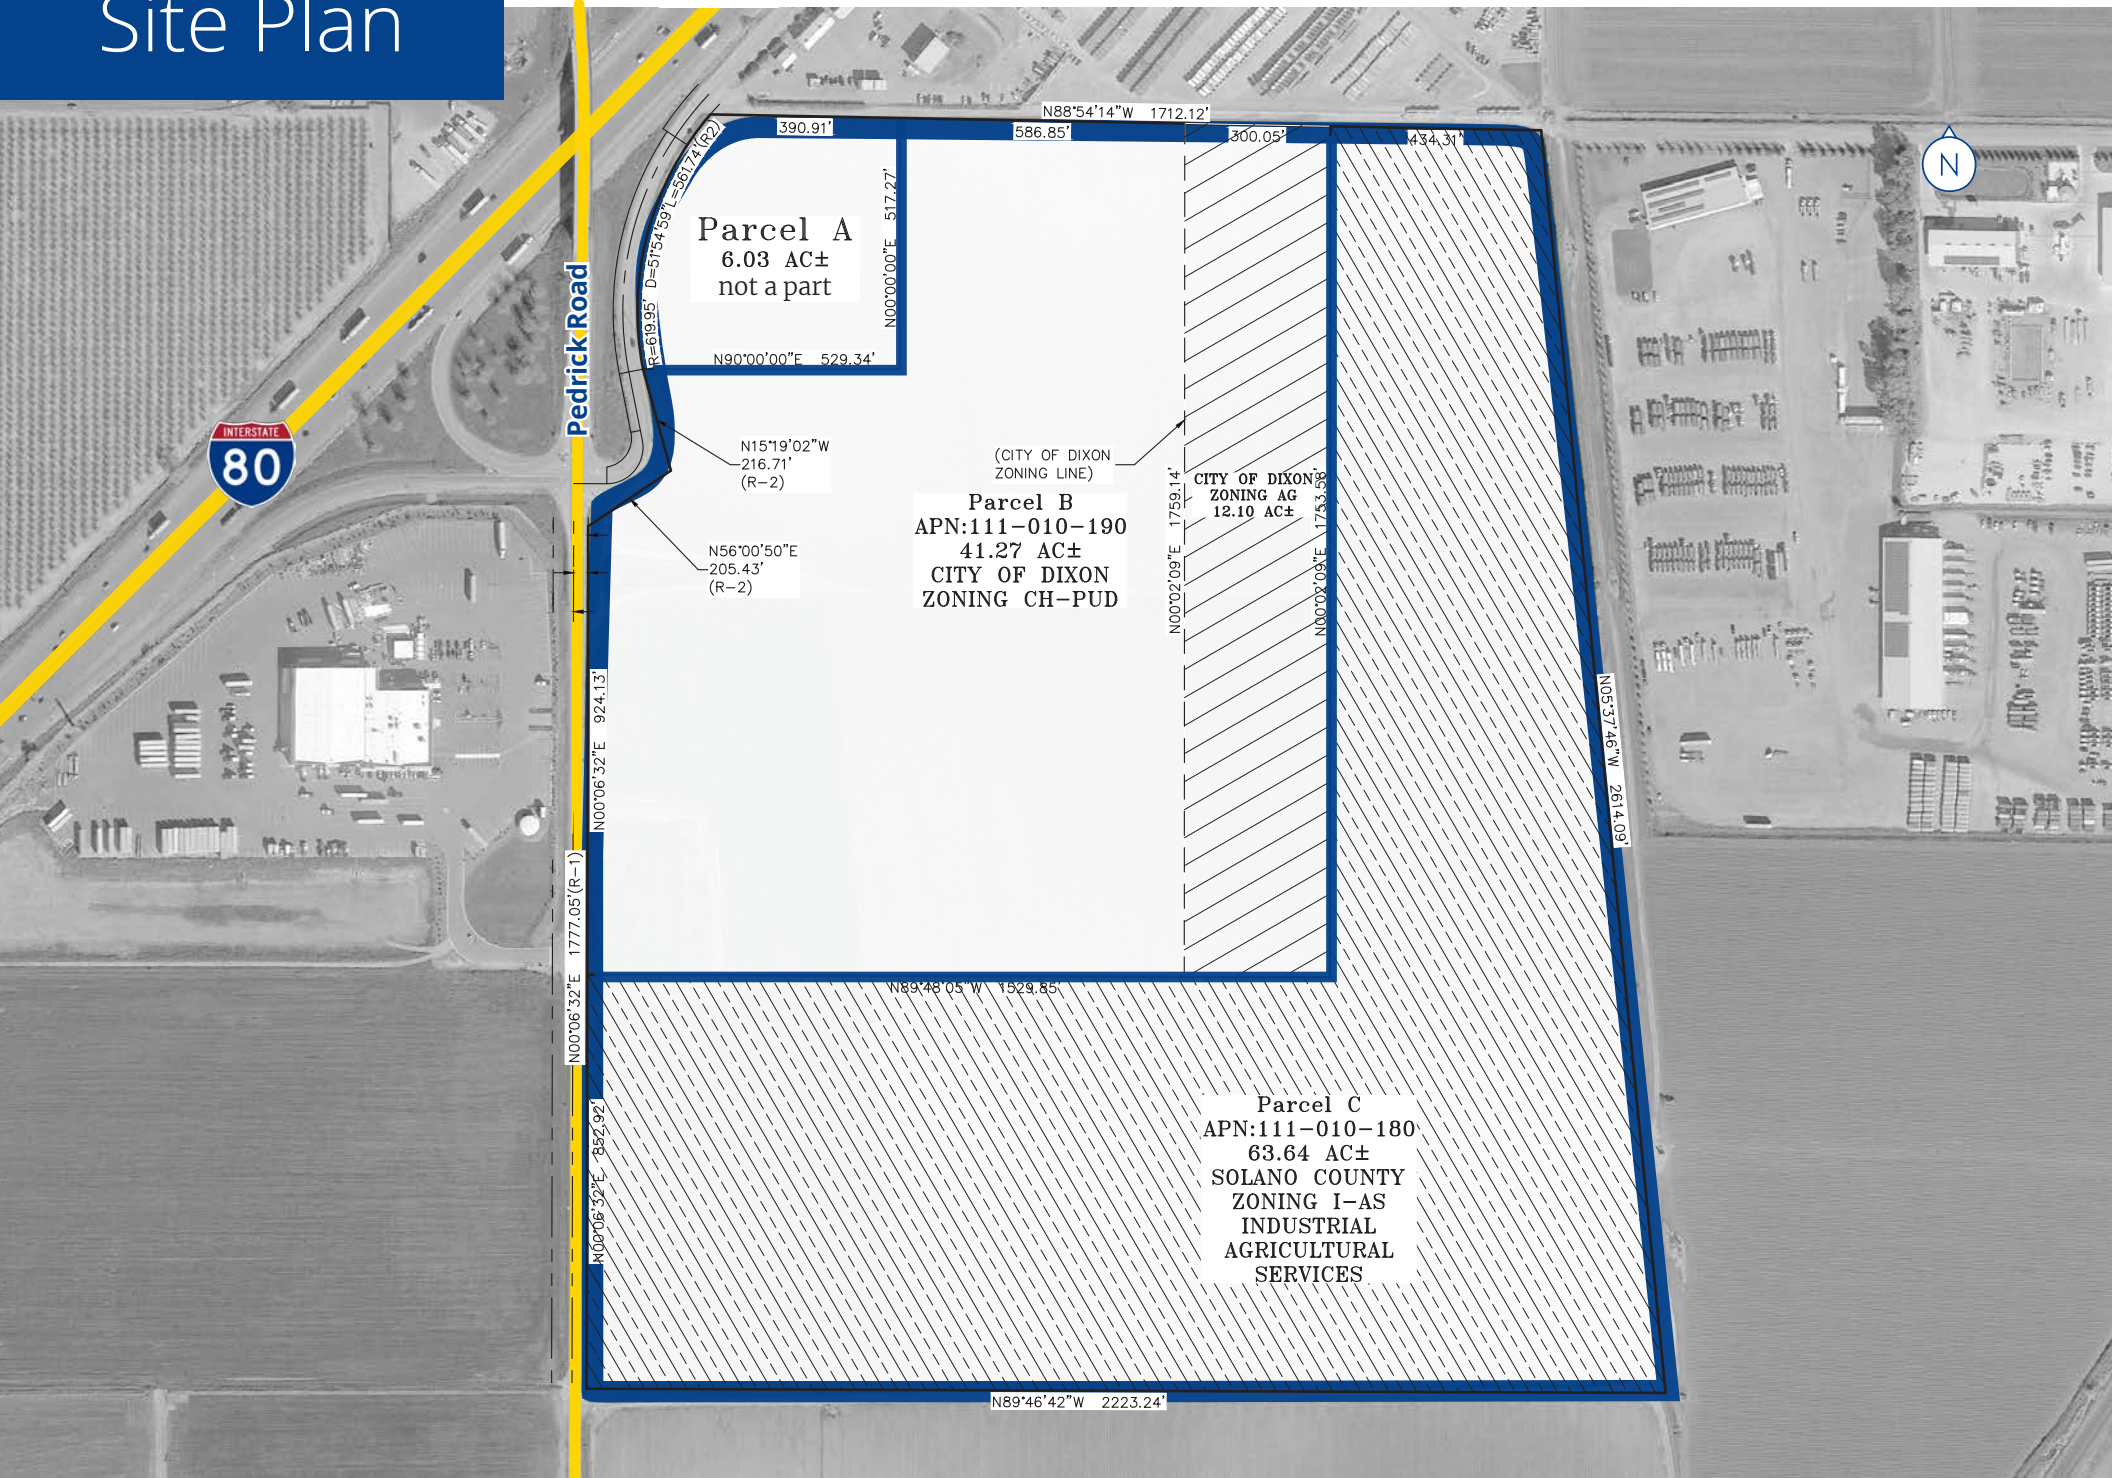 Site Plan
N88°54'14"W 1712.12'
390.91'
586.85'
300.05'
434.31'
N
R=619.95' D=51°54'59" L=561.74'(R2)
Parcel A
6.03 AC±
not a part
N00°00'00"E 517.27'
N90°00'00"E 529.34'
Pedrick Road
INTERSTATE
80
N15°19'02"W
216.71'
(R-2)
N56°00'50"E
205.43'
(R-2)
(CITY OF DIXON
ZONING LINE)
Parcel B
APN:111-010-190
41.27 AC±
CITY OF DIXON
ZONING CH-PUD
N00°02'09"E 1759.14'
CITY OF DIXON
ZONING AG
12.10 AC±
N00°02'09"E 1753.58'
N00°06'32"E 924.13'
N05°37'46"W 2614.09'
N00°06'32"E 1777.05'(R-1)
N89°48'05"W 1529.85'
N00°06'32"E 852.92'
Parcel C
APN:111-010-180
63.64 AC±
SOLANO COUNTY
ZONING I-AS
INDUSTRIAL
AGRICULTURAL
SERVICES
N89°46'42"W 2223.24'